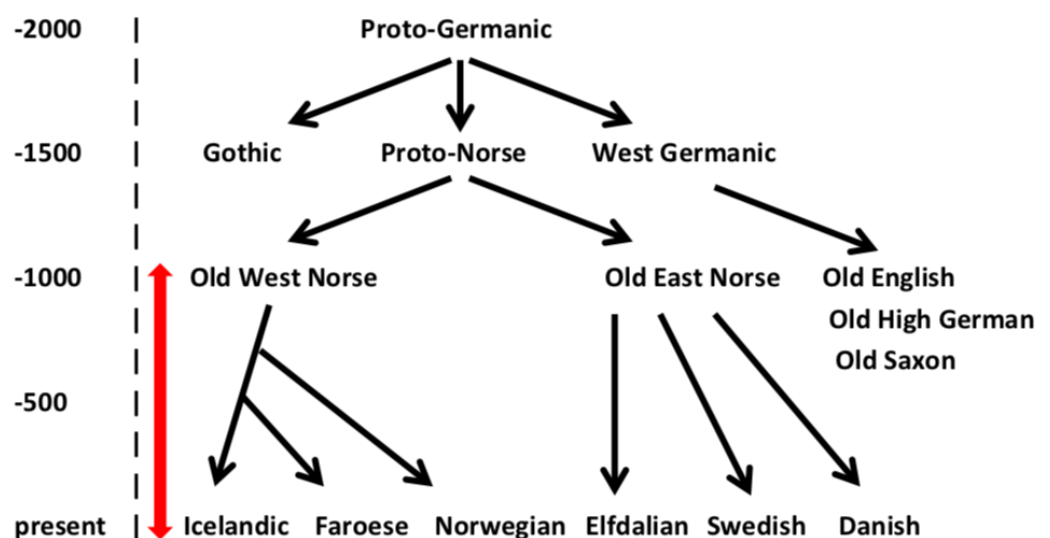 -2000 Proto-Germanic
-1500 Gothic Proto-Norse West Germanic
-1000 Old West Norse Old East Norse Old English
Old High German
Old Saxon
-500
present Icelandic Faroese Norwegian Elfdalian Swedish Danish